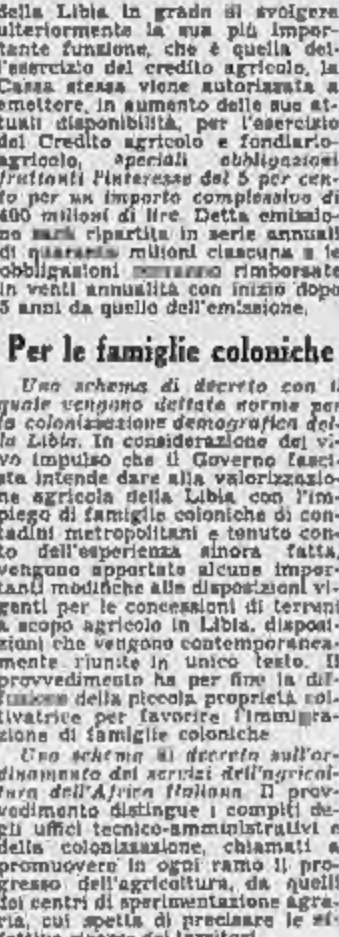 della Libia in grado di svolgere
ulteriormente la sua più impor-
tante funzione, che è quella del-
l'esercizio del credito agricolo, la
Cassa stessa viene autorizzata a
emettere, in aumento delle sue at-
tuali disponibilità, per l'esercizio
del Credito agricolo e fondiario-
agricolo, speciali obbligazioni
fruttanti l'interesse del 5 per cen-
to per un importo complessivo di
400 milioni di lire. Detta emissio-
ne sarà ripartita in serie annuali
di quaranta milioni ciascuna e le
obbligazioni rimborsate
in venti annualità con inizio dopo
5 anni da quello dell'emissione.
Per le famiglie coloniche
Uno schema di decreto con il
quale vengono dettate norme per
la colonizzazione demografica del-
la Libia. In considerazione del vi-
vo impulso che il Governo fasci-
sta intende dare alla valorizzazio-
ne agricola della Libia con l'im-
piego di famiglie coloniche di con-
tadini metropolitani e tenuto con-
to dell'esperienza sinora fatta,
vengono apportate alcune impor-
tanti modifiche alle disposizioni vi-
genti per le concessioni di terreni
a scopo agricolo in Libia, disposi-
zioni che vengono contemporanea-
mente riunite in unico testo. Il
provvedimento ha per fine la dif-
fusione della piccola proprietà col-
tivatrice per favorire l'immigra-
zione di famiglie coloniche
Uno schema di decreto sull'or-
dinamento dei servizi dell'agricol-
tura dell'Africa Italiana. Il prov-
vedimento distingue i compiti de-
gli uffici tecnico-amministrativi e
della colonizzazione, chiamati a
promuovere in ogni ramo il pro-
gresso dell'agricoltura, da quelli
dei centri di sperimentazione agra-
ria, cui spetta di precisare le ef-
fettive risorse dei territori